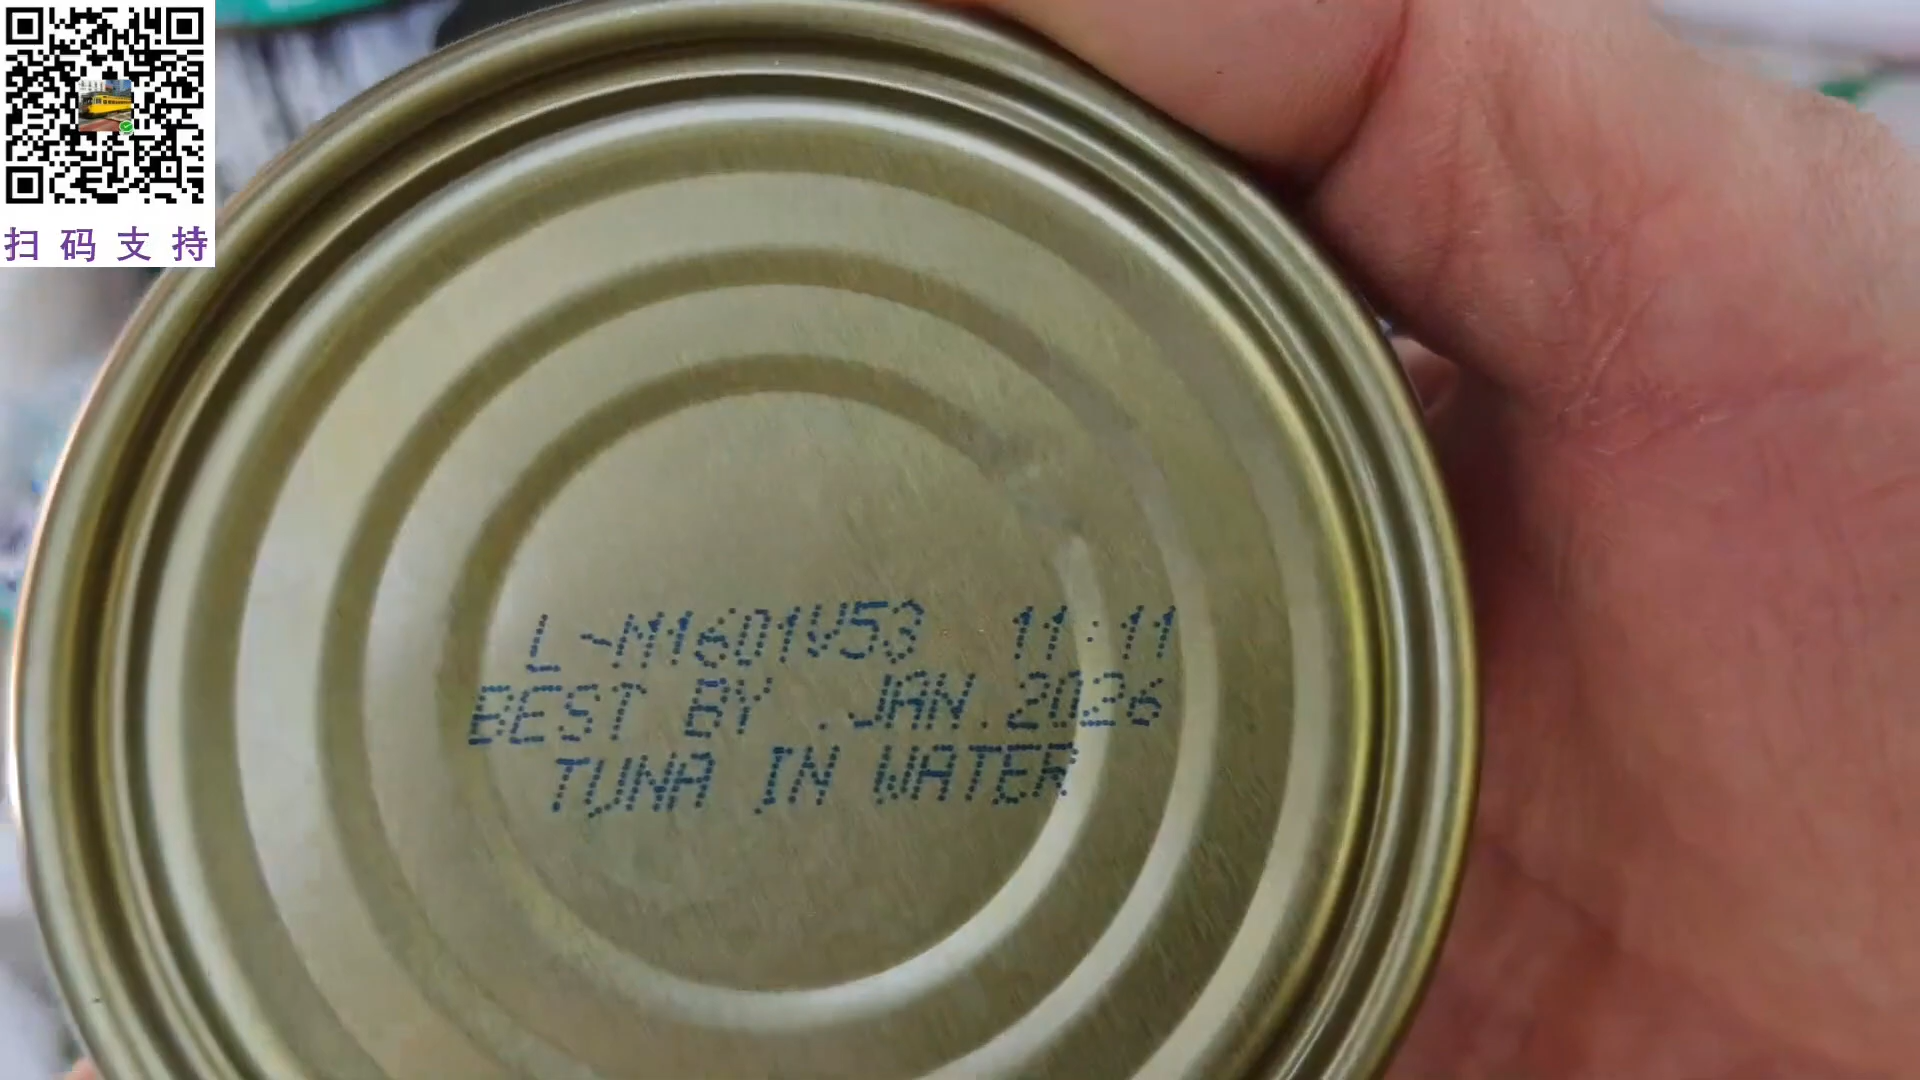 扫码支持
L-M1601V53 11:11
BEST BY .JAN.2026
TUNA IN WATER